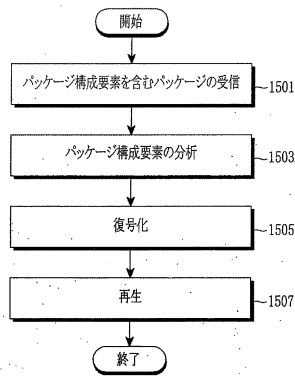 開始
パッケージ構成要素を含むパッケージの受信
1501
パッケージ構成要素の分析
1503
復号化
1505
再生
1507
終了